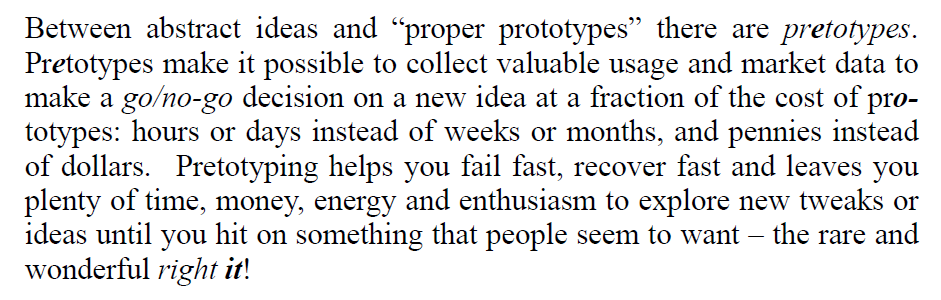 Between abstract ideas and “proper prototypes” there are pretotypes.
Pretotypes make it possible to collect valuable usage and market data to
make a go/no-go decision on a new idea at a fraction of the cost of pro-
totypes: hours or days instead of weeks or months, and pennies instead
of dollars.   Pretotyping helps you fail fast, recover fast and leaves you
plenty of time, money, energy and enthusiasm to explore new tweaks or
ideas until you hit on something that people seem to want – the rare and
wonderful right it!